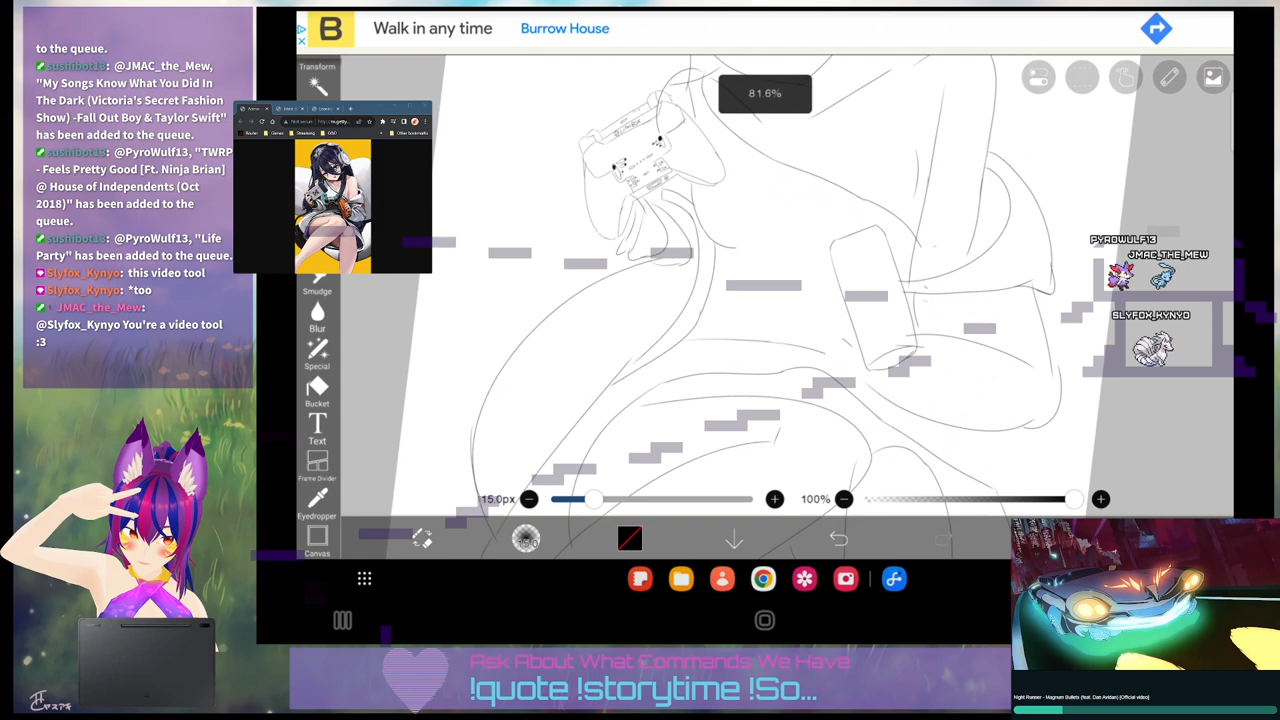 to the queue.
sushibot13: @JMAC_the_Mew,
"My Songs Know What You Did In
The Dark (Victoria's Secret Fashion
Show) -Fall Out Boy & Taylor Swift"
has been added to the queue.
sushibot13: @PyroWulf13, "TWRP
- Feels Pretty Good [Ft. Ninja Brian]
@ House of Independents (Oct
2018)" has been added to the
queue.
sushibot13: @PyroWulf13, "Life
Party" has been added to the queue.
Slyfox_Kynyo: this video tool
Slyfox_Kynyo: *too
JMAC_the_Mew:
@Slyfox_Kynyo You're a video tool
:3
B
Walk in any time
Burrow House
Transform
81.6%
Other bookmarks
Smudge
Blur
Special
Bucket
Text
Frame Divider
Eyedropper
Canvas
15.0px
100%
15.0
PYROWULF13
JMAC_THE_MEW
SLYFOX_KYNYO
Ask About What Commands We Have
!quote !storytime !So...
Night Runner - Magnum Bullets (feat. Dan Avidan) [Official video]